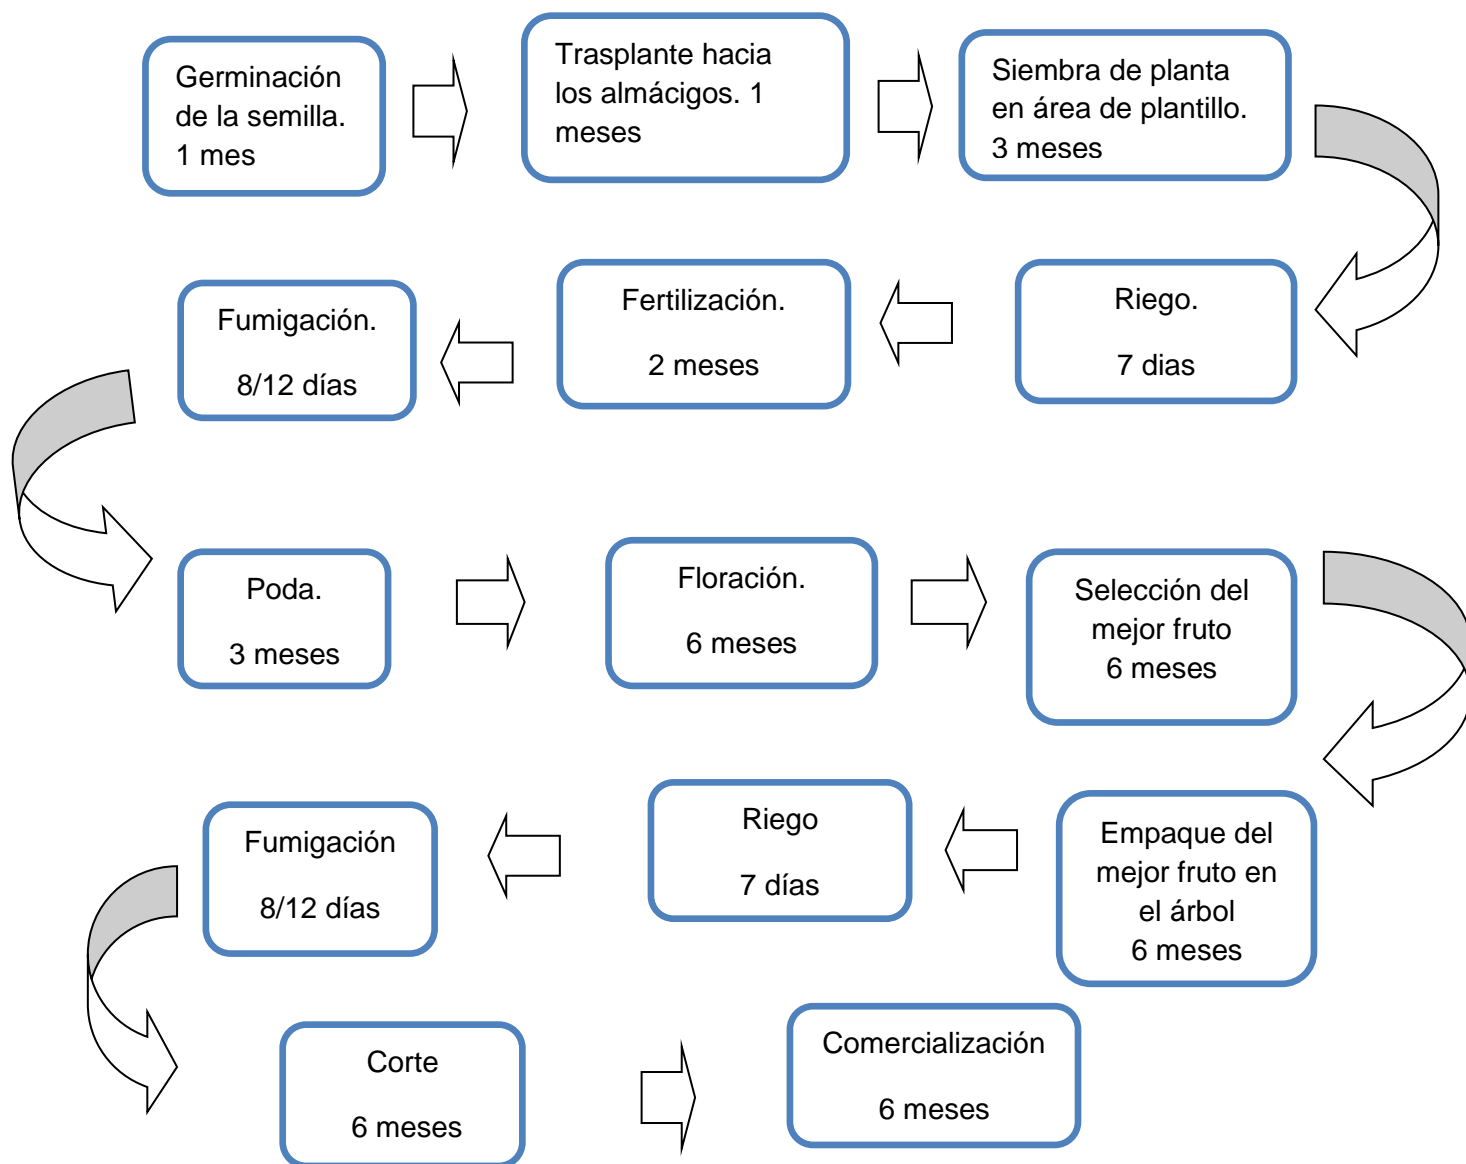 Germinación
de la semilla.
1 mes
Trasplante hacia
los almácigos. 1
meses
Siembra de planta
en área de plantillo.
3 meses
Riego.
7 dias
Fertilización.
2 meses
Fumigación.
8/12 días
Poda.
3 meses
Floración.
6 meses
Selección del
mejor fruto
6 meses
Empaque del
mejor fruto en
el árbol
6 meses
Riego
7 días
Fumigación
8/12 días
Corte
6 meses
Comercialización
6 meses